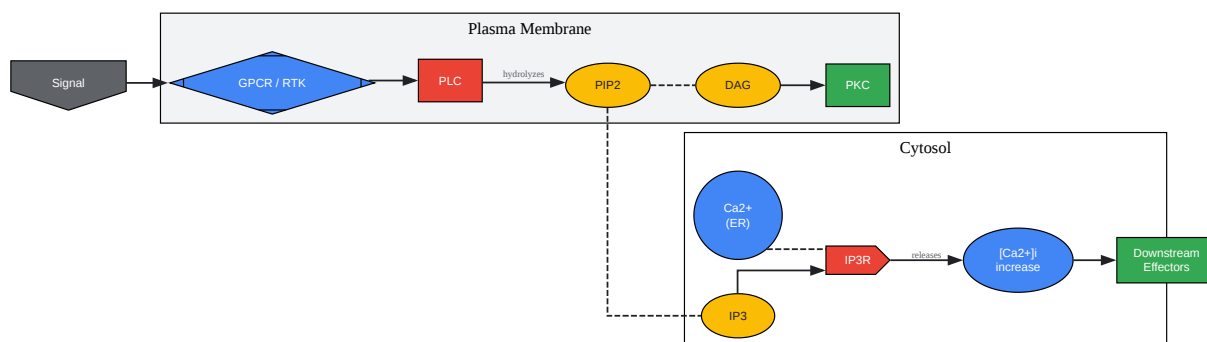 Plasma Membrane
Signal
GPCR / RTK
PLC
hydrolyzes
PIP2
DAG
PKC
Cytosol
Ca2+
(ER)
IP3R
releases
[Ca2+]i
increase
Downstream
Effectors
IP3